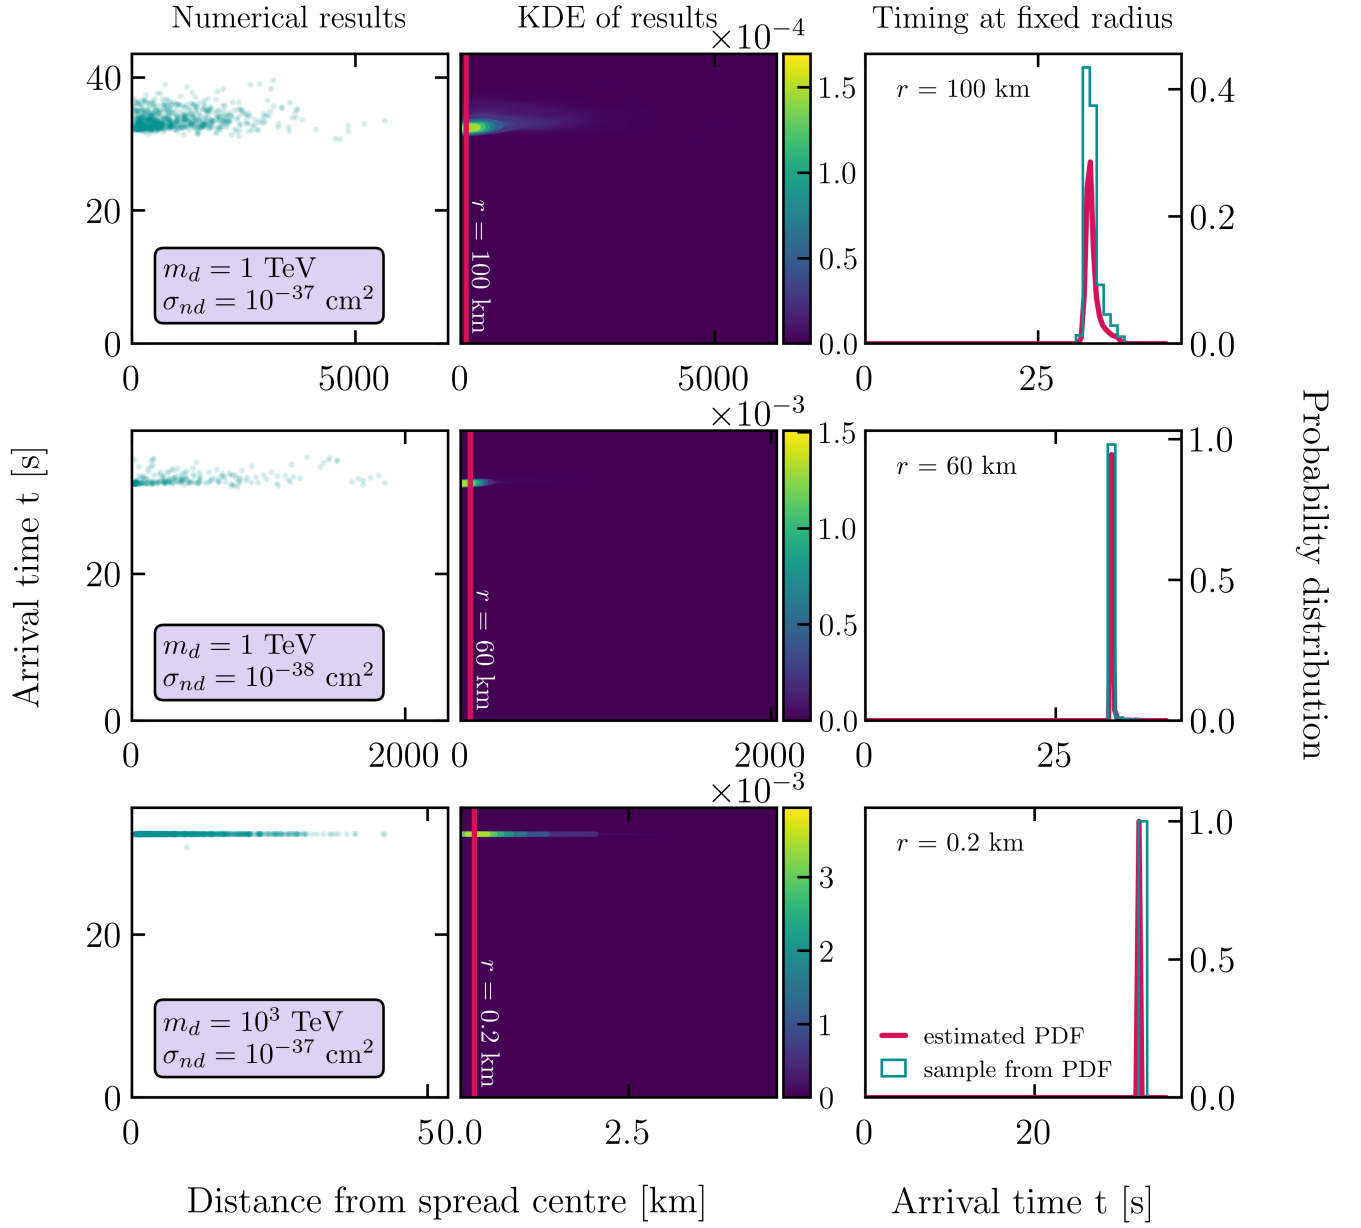 Numerical results
KDE of results
Timing at fixed radius
×10⁻⁴
40
20
0
0
5000
m_d = 1 TeV
σ_nd = 10⁻³⁷ cm²
r = 100 km
0
5000
1.5
1.0
0.5
0.0
r = 100 km
0.4
0.2
0.0
0
25
×10⁻³
20
0
0
2000
m_d = 1 TeV
σ_nd = 10⁻³⁸ cm²
r = 60 km
0
2000
1.5
1.0
0.5
0.0
r = 60 km
1.0
0.5
0.0
0
25
×10⁻³
20
0
0
5
m_d = 10³ TeV
σ_nd = 10⁻³⁷ cm²
r = 0.2 km
0.0
2.5
3
2
1
0
r = 0.2 km
estimated PDF
sample from PDF
1.0
0.5
0.0
0
20
Arrival time t [s]
Probability distribution
Distance from spread centre [km]
Arrival time t [s]